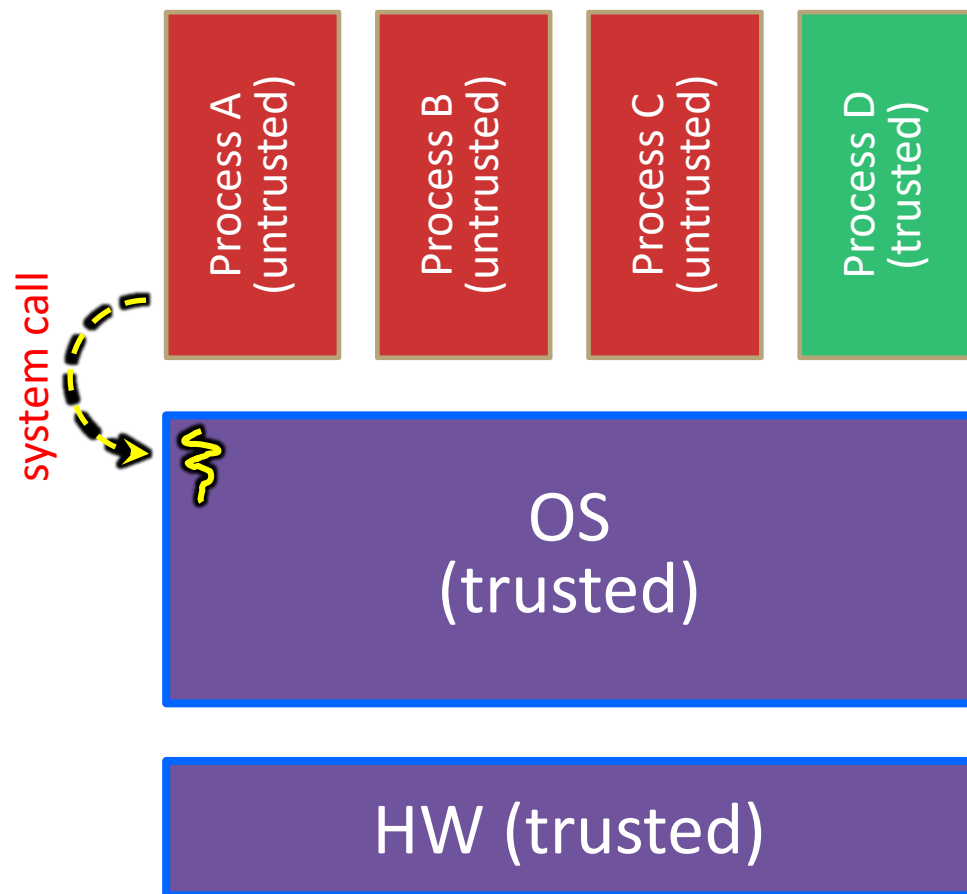 Process A
(untrusted)
Process B
(untrusted)
Process C
(untrusted)
Process D
(trusted)
system call
OS
(trusted)
HW (trusted)